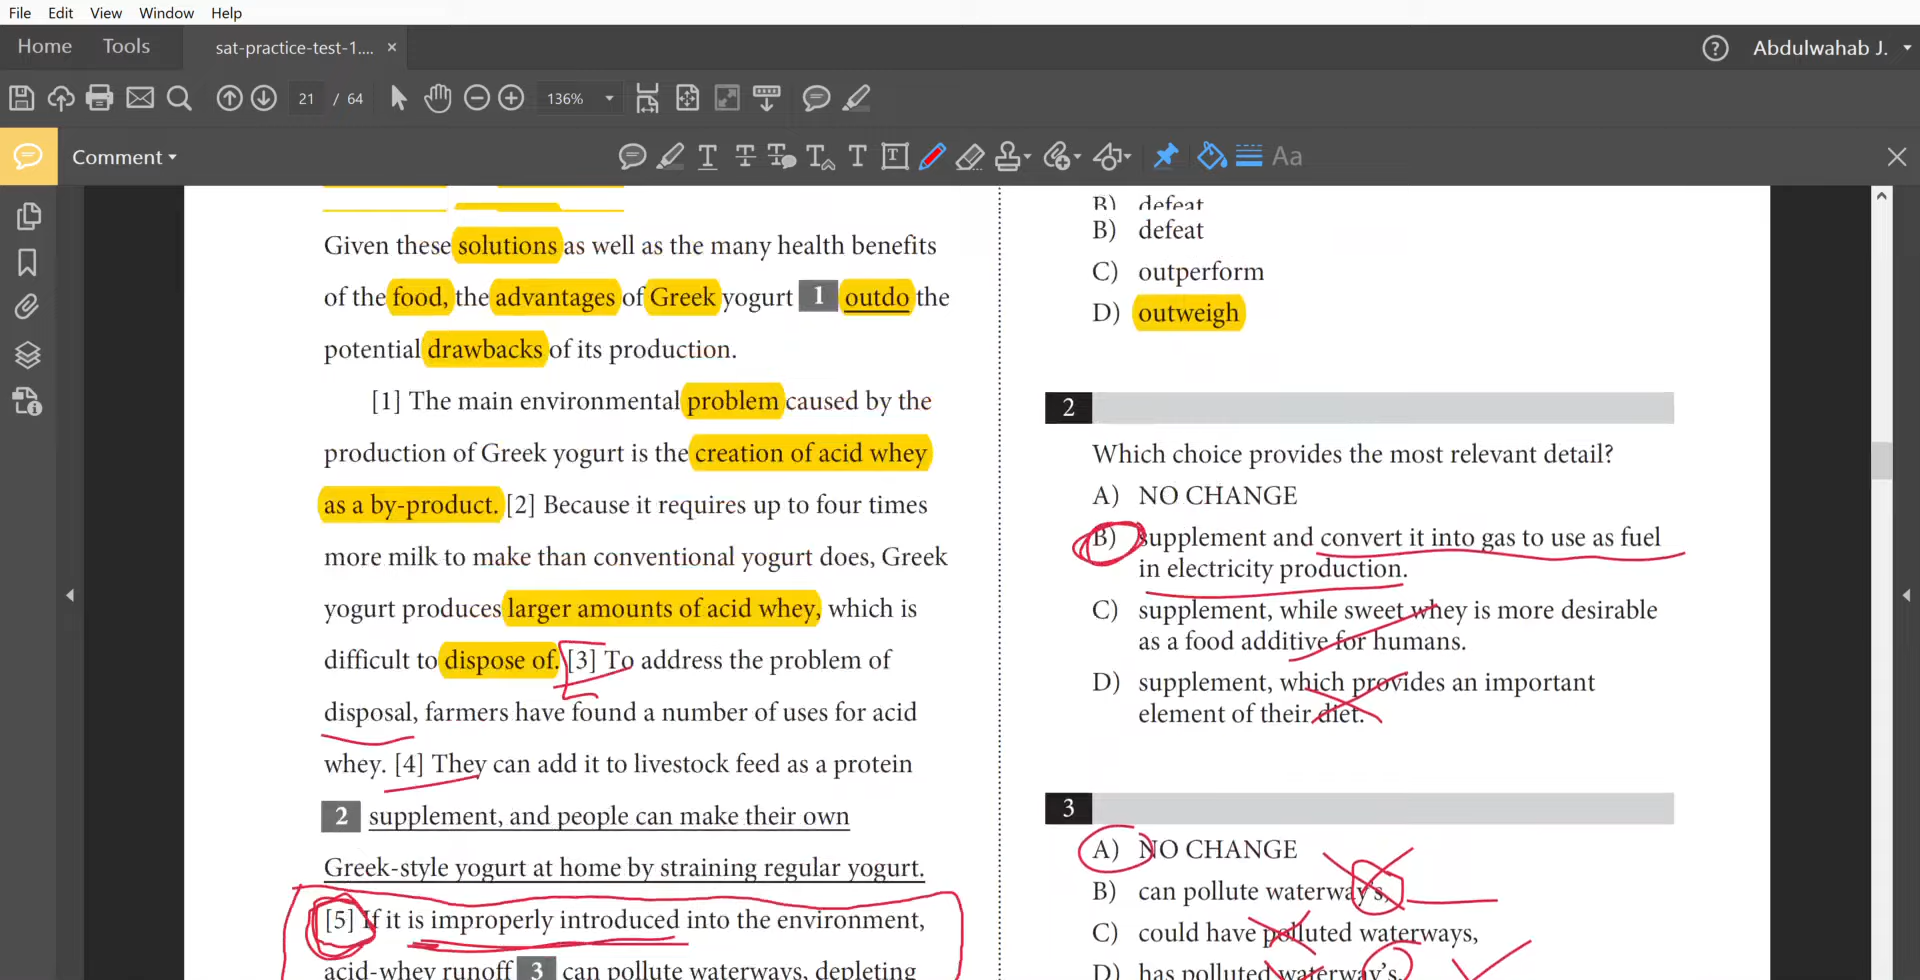 File Edit View Window Help
Home Tools sat-practice-test-1.... × ? Abdulwahab J.
21 / 64 136%
Comment Aa
Given these solutions as well as the many health benefits
of the food, the advantages of Greek yogurt 1 outdo the
potential drawbacks of its production.
[1] The main environmental problem caused by the
production of Greek yogurt is the creation of acid whey
as a by-product. [2] Because it requires up to four times
more milk to make than conventional yogurt does, Greek
yogurt produces larger amounts of acid whey, which is
difficult to dispose of. [3] To address the problem of
disposal, farmers have found a number of uses for acid
whey. [4] They can add it to livestock feed as a protein
2 supplement, and people can make their own
Greek-style yogurt at home by straining regular yogurt.
[5] If it is improperly introduced into the environment,
acid-whey runoff 3 can pollute waterways, depleting
B) defeat
B) defeat
C) outperform
D) outweigh
2
Which choice provides the most relevant detail?
A) NO CHANGE
B) supplement and convert it into gas to use as fuel
in electricity production.
C) supplement, while sweet whey is more desirable
as a food additive for humans.
D) supplement, which provides an important
element of their diet.
3
A) NO CHANGE
B) can pollute waterway's,
C) could have polluted waterways,
D) has polluted waterway's,